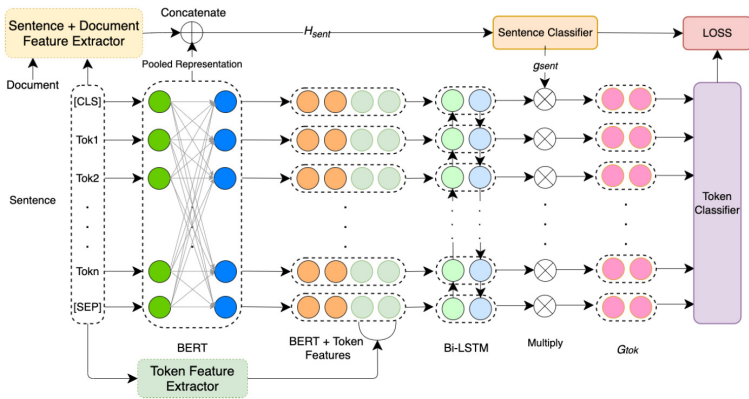 Sentence + Document
Feature Extractor
Concatenate
Hsent
Sentence Classifier
LOSS
Document
Pooled Representation
gsent
[CLS]
Tok1
Tok2
Sentence
Tokn
[SEP]
Token
Classifier
BERT
BERT + Token
Features
Bi-LSTM
Multiply
Gtok
Token Feature
Extractor